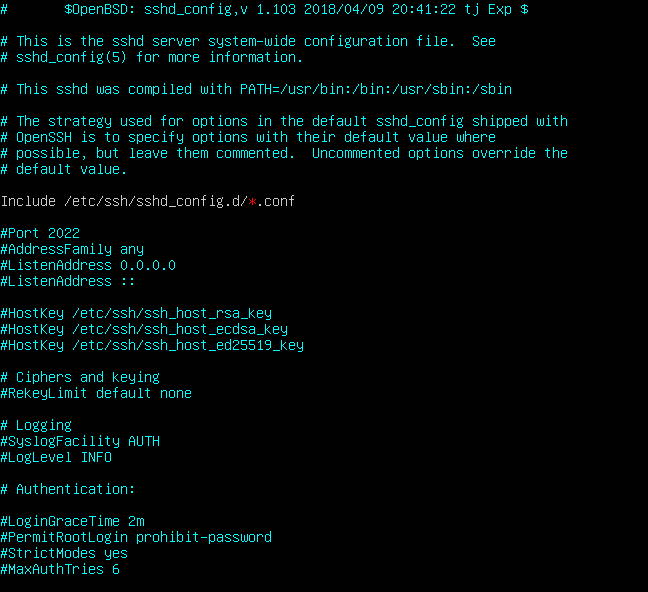 #       $OpenBSD: sshd_config,v 1.103 2018/04/09 20:41:22 tj Exp $

# This is the sshd server system-wide configuration file.  See
# sshd_config(5) for more information.

# This sshd was compiled with PATH=/usr/bin:/bin:/usr/sbin:/sbin

# The strategy used for options in the default sshd_config shipped with
# OpenSSH is to specify options with their default value where
# possible, but leave them commented.  Uncommented options override the
# default value.

Include /etc/ssh/sshd_config.d/*.conf

#Port 2022
#AddressFamily any
#ListenAddress 0.0.0.0
#ListenAddress ::

#HostKey /etc/ssh/ssh_host_rsa_key
#HostKey /etc/ssh/ssh_host_ecdsa_key
#HostKey /etc/ssh/ssh_host_ed25519_key

# Ciphers and keying
#RekeyLimit default none

# Logging
#SyslogFacility AUTH
#LogLevel INFO

# Authentication:

#LoginGraceTime 2m
#PermitRootLogin prohibit-password
#StrictModes yes
#MaxAuthTries 6